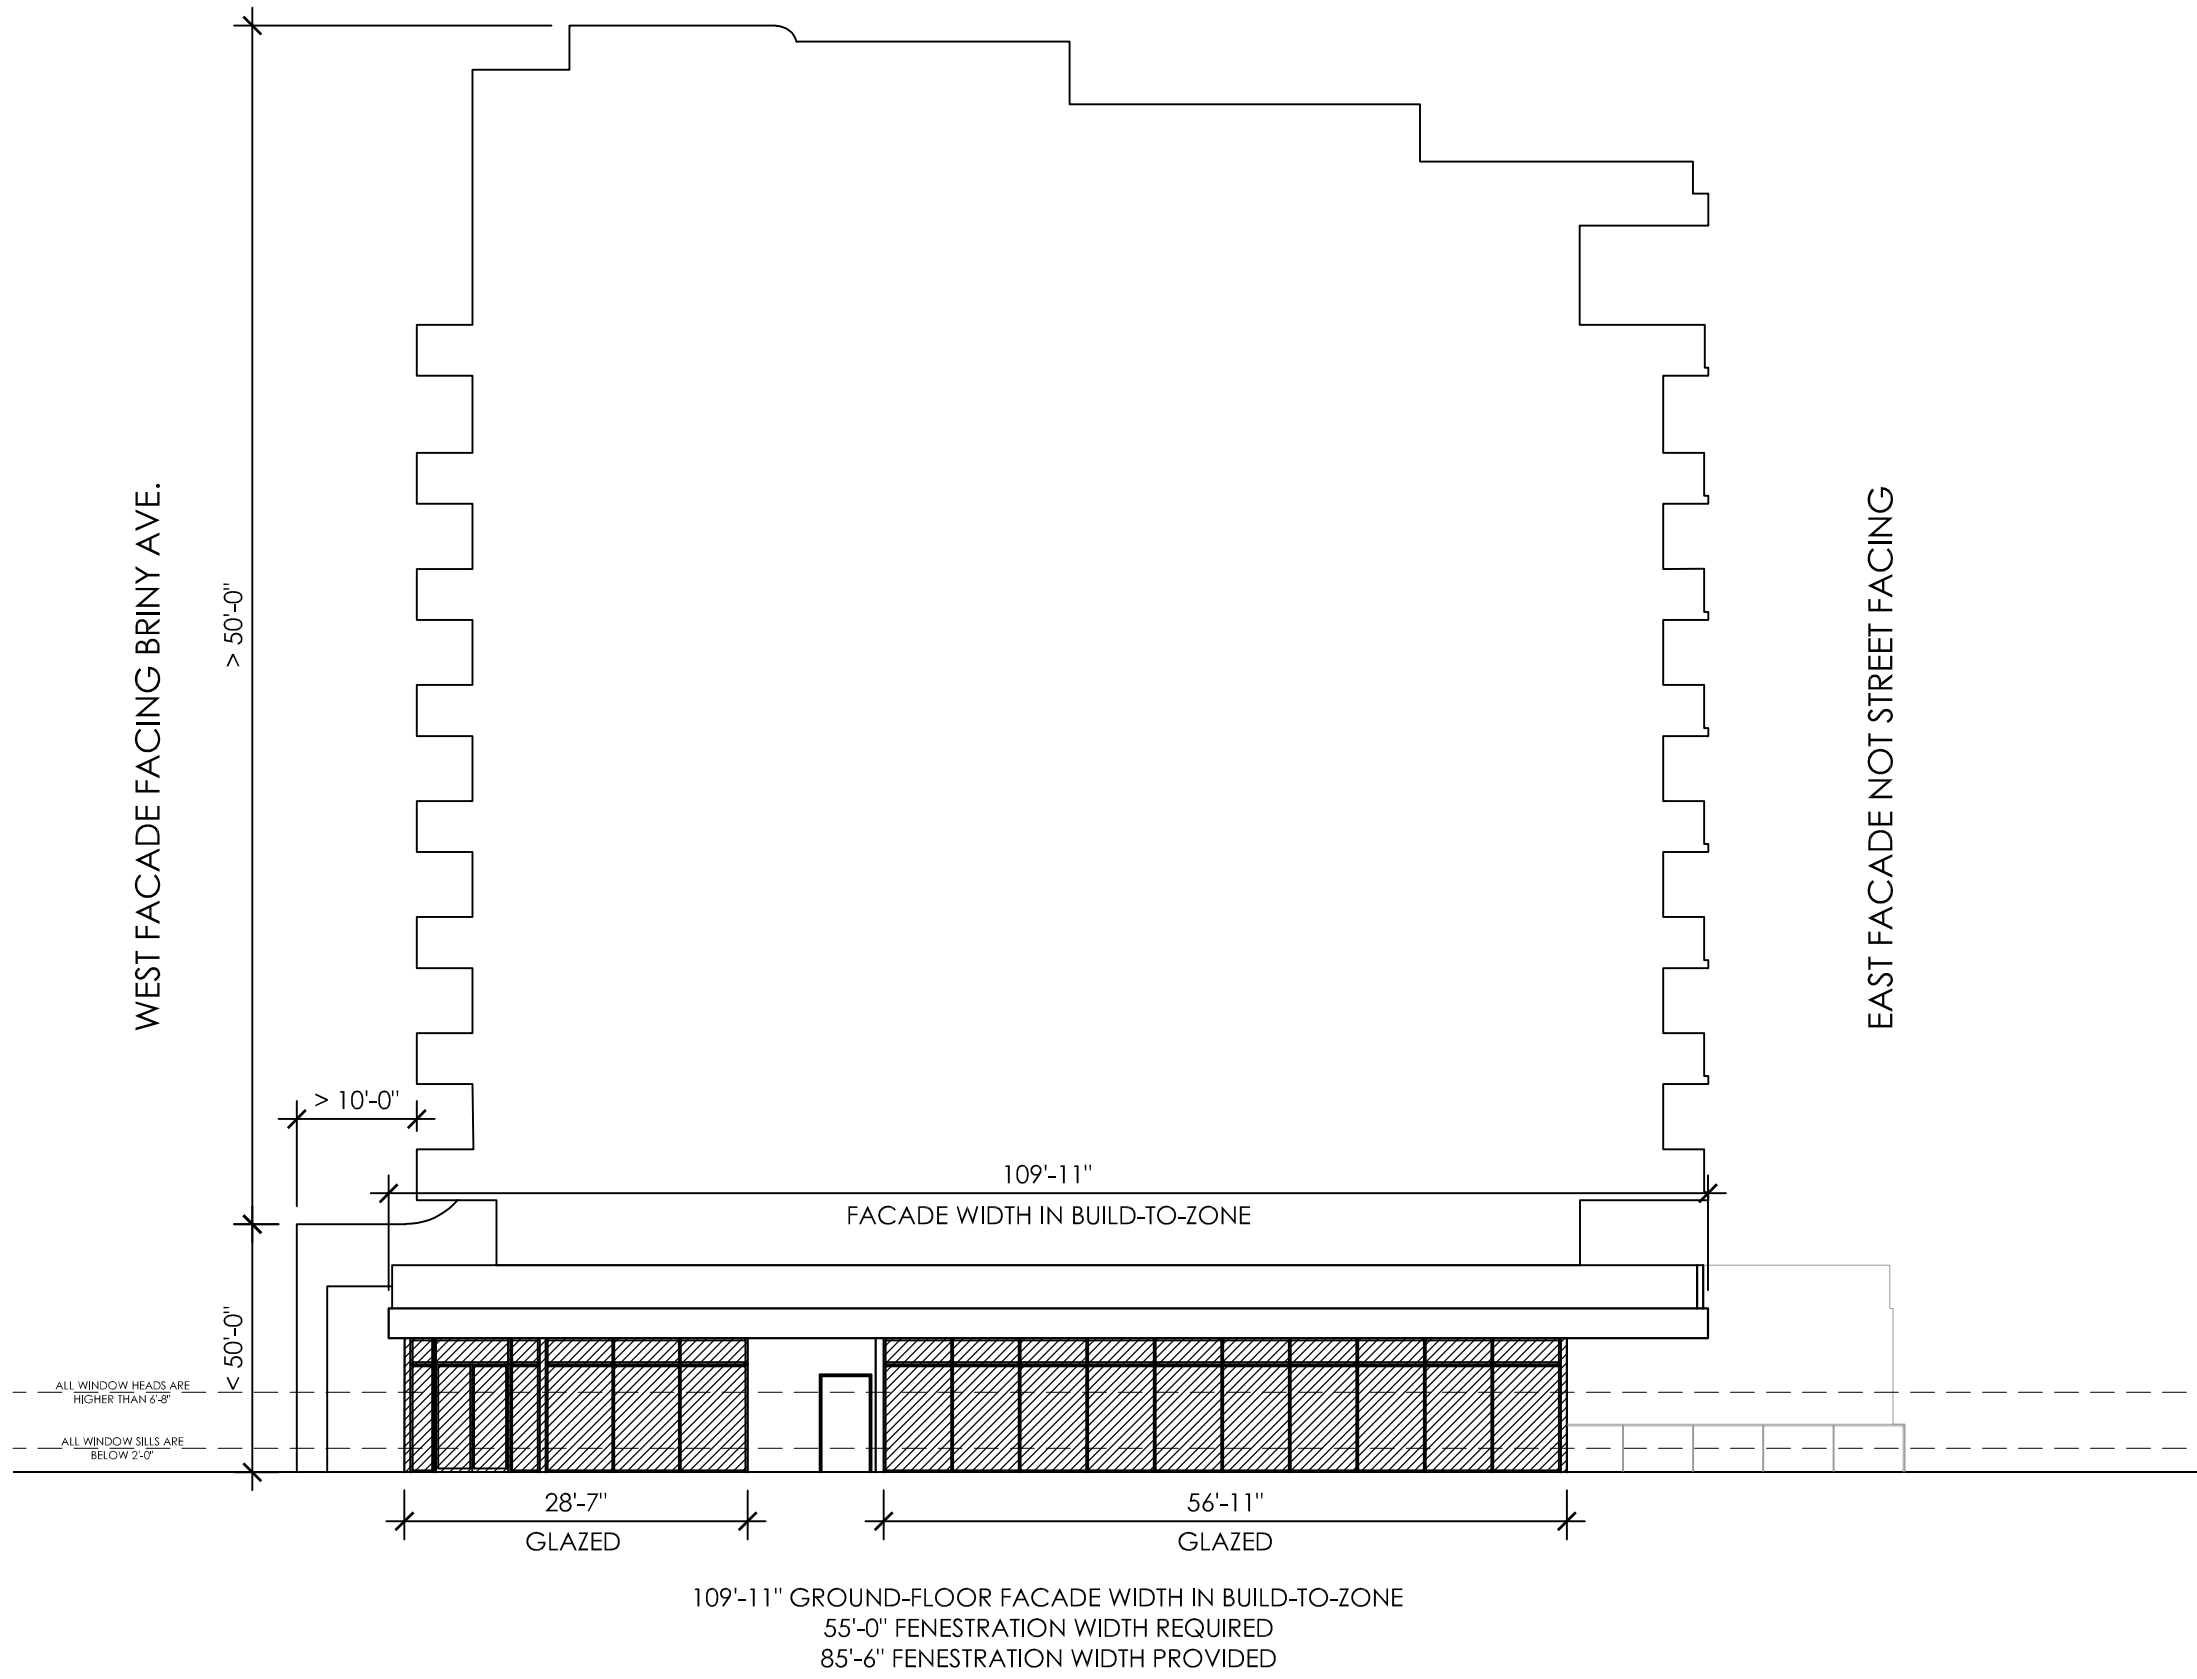 WEST FACADE FACING BRINY AVE.
> 50'-0"
EAST FACADE NOT STREET FACING
> 10'-0"
109'-11"
FACADE WIDTH IN BUILD-TO-ZONE
< 50'-0"
ALL WINDOW HEADS ARE
HIGHER THAN 6'-8"
ALL WINDOW SILLS ARE
BELOW 2'-0"
28'-7"
GLAZED
56'-11"
GLAZED
109'-11" GROUND-FLOOR FACADE WIDTH IN BUILD-TO-ZONE
55'-0" FENESTRATION WIDTH REQUIRED
85'-6" FENESTRATION WIDTH PROVIDED